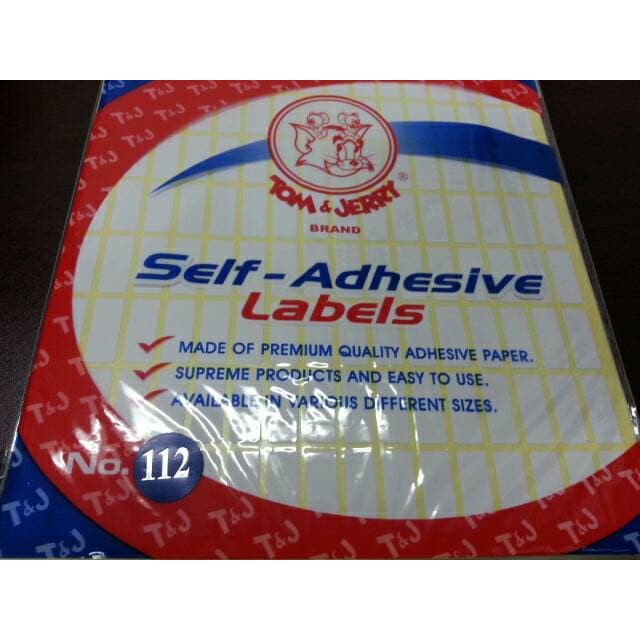 TOM & JERRY ®
BRAND
Self-Adhesive
Labels
✓ MADE OF PREMIUM QUALITY ADHESIVE PAPER.
✓ SUPREME PRODUCTS AND EASY TO USE.
✓ AVAILABLE IN VARIOUS DIFFERENT SIZES.
No. 112
T&J